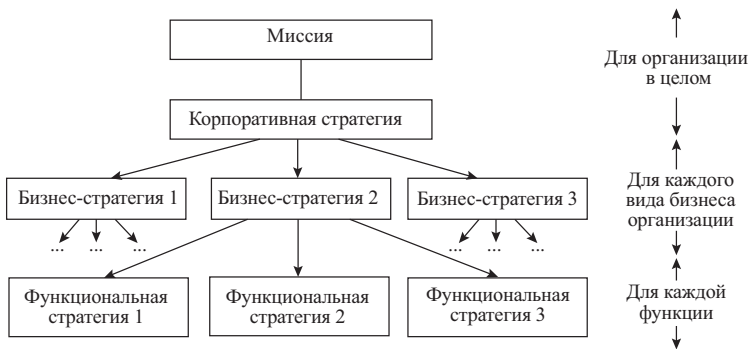 Миссия
Для организации
в целом
Корпоративная стратегия
Бизнес-стратегия 1
Бизнес-стратегия 2
Бизнес-стратегия 3
Для каждого
вида бизнеса
организации
... ... ...
... ... ...
Функциональная
стратегия 1
Функциональная
стратегия 2
Функциональная
стратегия 3
Для каждой
функции